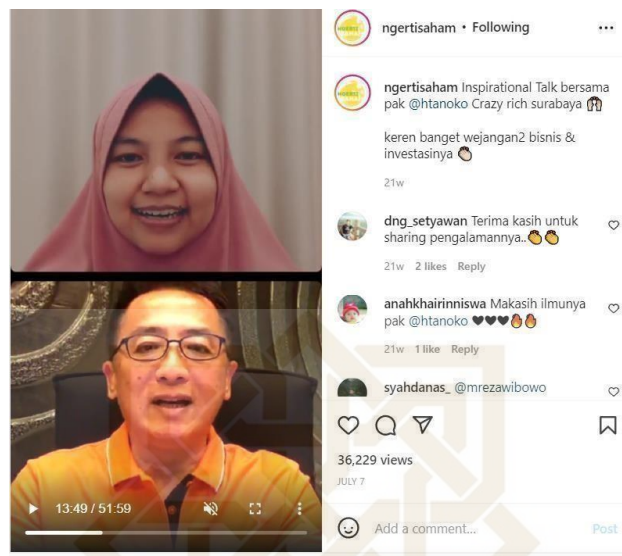 ngertisaham • Following
ngertisaham Inspirational Talk bersama
pak @htanoko Crazy rich surabaya 🙌
keren banget wejangan2 bisnis &
investasinya 👏
21w
dng_setyawan Terima kasih untuk
sharing pengalamannya..👏👏
21w 2 likes Reply
anahkhairinniswa Makasih ilmunya
pak @htanoko 🖤🖤🖤🔥🔥
21w 1 like Reply
syahdanas_ @mrezawibowo
36,229 views
JULY 7
Add a comment... Post
13:49 / 51:59